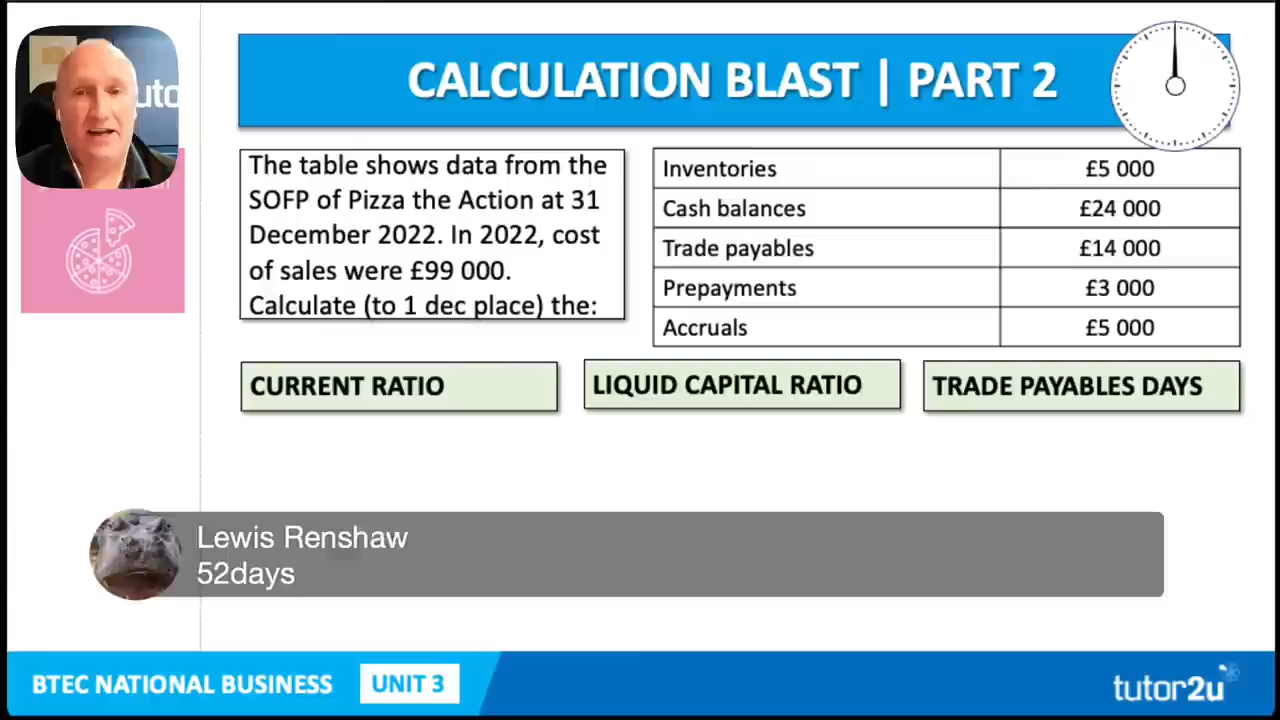 uto
CALCULATION BLAST | PART 2
The table shows data from the
SOFP of Pizza the Action at 31
December 2022. In 2022, cost
of sales were £99 000.
Calculate (to 1 dec place) the:
Inventories £5 000
Cash balances £24 000
Trade payables £14 000
Prepayments £3 000
Accruals £5 000
CURRENT RATIO
LIQUID CAPITAL RATIO
TRADE PAYABLES DAYS
Lewis Renshaw
52days
BTEC NATIONAL BUSINESS
UNIT 3
tutor2u